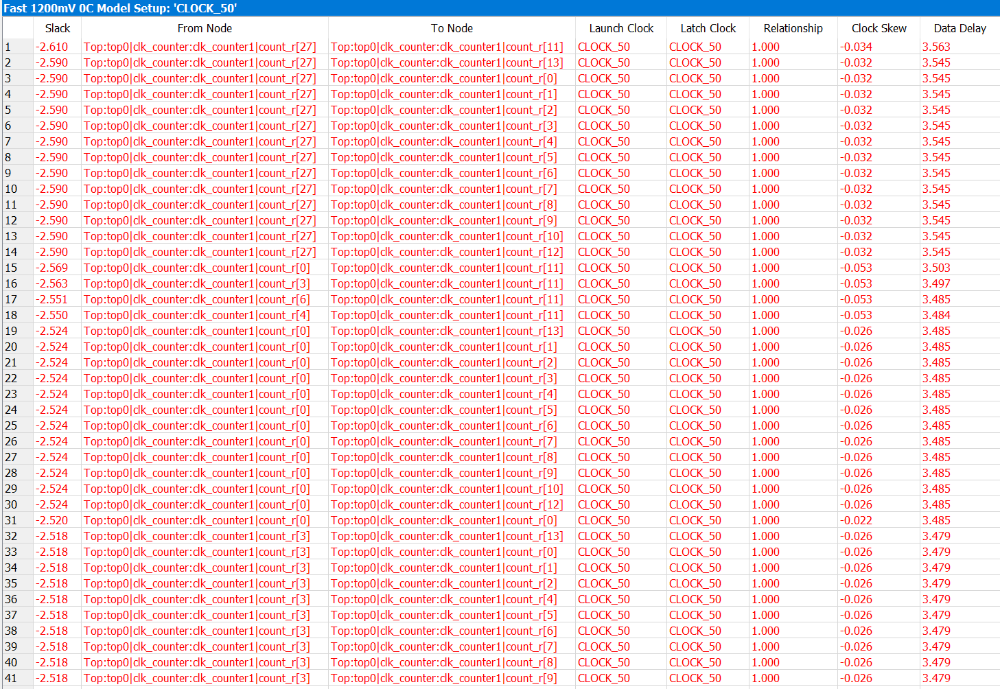 Fast 1200mV 0C Model Setup: 'CLOCK_50'
Slack From Node To Node Launch Clock Latch Clock Relationship Clock Skew Data Delay
1 -2.610 Top:top0|clk_counter:clk_counter1|count_r[27] Top:top0|clk_counter:clk_counter1|count_r[11] CLOCK_50 CLOCK_50 1.000 -0.034 3.563
2 -2.590 Top:top0|clk_counter:clk_counter1|count_r[27] Top:top0|clk_counter:clk_counter1|count_r[13] CLOCK_50 CLOCK_50 1.000 -0.032 3.545
3 -2.590 Top:top0|clk_counter:clk_counter1|count_r[27] Top:top0|clk_counter:clk_counter1|count_r[0] CLOCK_50 CLOCK_50 1.000 -0.032 3.545
4 -2.590 Top:top0|clk_counter:clk_counter1|count_r[27] Top:top0|clk_counter:clk_counter1|count_r[1] CLOCK_50 CLOCK_50 1.000 -0.032 3.545
5 -2.590 Top:top0|clk_counter:clk_counter1|count_r[27] Top:top0|clk_counter:clk_counter1|count_r[2] CLOCK_50 CLOCK_50 1.000 -0.032 3.545
6 -2.590 Top:top0|clk_counter:clk_counter1|count_r[27] Top:top0|clk_counter:clk_counter1|count_r[3] CLOCK_50 CLOCK_50 1.000 -0.032 3.545
7 -2.590 Top:top0|clk_counter:clk_counter1|count_r[27] Top:top0|clk_counter:clk_counter1|count_r[4] CLOCK_50 CLOCK_50 1.000 -0.032 3.545
8 -2.590 Top:top0|clk_counter:clk_counter1|count_r[27] Top:top0|clk_counter:clk_counter1|count_r[5] CLOCK_50 CLOCK_50 1.000 -0.032 3.545
9 -2.590 Top:top0|clk_counter:clk_counter1|count_r[27] Top:top0|clk_counter:clk_counter1|count_r[6] CLOCK_50 CLOCK_50 1.000 -0.032 3.545
10 -2.590 Top:top0|clk_counter:clk_counter1|count_r[27] Top:top0|clk_counter:clk_counter1|count_r[7] CLOCK_50 CLOCK_50 1.000 -0.032 3.545
11 -2.590 Top:top0|clk_counter:clk_counter1|count_r[27] Top:top0|clk_counter:clk_counter1|count_r[8] CLOCK_50 CLOCK_50 1.000 -0.032 3.545
12 -2.590 Top:top0|clk_counter:clk_counter1|count_r[27] Top:top0|clk_counter:clk_counter1|count_r[9] CLOCK_50 CLOCK_50 1.000 -0.032 3.545
13 -2.590 Top:top0|clk_counter:clk_counter1|count_r[27] Top:top0|clk_counter:clk_counter1|count_r[10] CLOCK_50 CLOCK_50 1.000 -0.032 3.545
14 -2.590 Top:top0|clk_counter:clk_counter1|count_r[27] Top:top0|clk_counter:clk_counter1|count_r[12] CLOCK_50 CLOCK_50 1.000 -0.032 3.545
15 -2.569 Top:top0|clk_counter:clk_counter1|count_r[0] Top:top0|clk_counter:clk_counter1|count_r[11] CLOCK_50 CLOCK_50 1.000 -0.053 3.503
16 -2.563 Top:top0|clk_counter:clk_counter1|count_r[3] Top:top0|clk_counter:clk_counter1|count_r[11] CLOCK_50 CLOCK_50 1.000 -0.053 3.497
17 -2.551 Top:top0|clk_counter:clk_counter1|count_r[6] Top:top0|clk_counter:clk_counter1|count_r[11] CLOCK_50 CLOCK_50 1.000 -0.053 3.485
18 -2.550 Top:top0|clk_counter:clk_counter1|count_r[4] Top:top0|clk_counter:clk_counter1|count_r[11] CLOCK_50 CLOCK_50 1.000 -0.053 3.484
19 -2.524 Top:top0|clk_counter:clk_counter1|count_r[0] Top:top0|clk_counter:clk_counter1|count_r[13] CLOCK_50 CLOCK_50 1.000 -0.026 3.485
20 -2.524 Top:top0|clk_counter:clk_counter1|count_r[0] Top:top0|clk_counter:clk_counter1|count_r[1] CLOCK_50 CLOCK_50 1.000 -0.026 3.485
21 -2.524 Top:top0|clk_counter:clk_counter1|count_r[0] Top:top0|clk_counter:clk_counter1|count_r[2] CLOCK_50 CLOCK_50 1.000 -0.026 3.485
22 -2.524 Top:top0|clk_counter:clk_counter1|count_r[0] Top:top0|clk_counter:clk_counter1|count_r[3] CLOCK_50 CLOCK_50 1.000 -0.026 3.485
23 -2.524 Top:top0|clk_counter:clk_counter1|count_r[0] Top:top0|clk_counter:clk_counter1|count_r[4] CLOCK_50 CLOCK_50 1.000 -0.026 3.485
24 -2.524 Top:top0|clk_counter:clk_counter1|count_r[0] Top:top0|clk_counter:clk_counter1|count_r[5] CLOCK_50 CLOCK_50 1.000 -0.026 3.485
25 -2.524 Top:top0|clk_counter:clk_counter1|count_r[0] Top:top0|clk_counter:clk_counter1|count_r[6] CLOCK_50 CLOCK_50 1.000 -0.026 3.485
26 -2.524 Top:top0|clk_counter:clk_counter1|count_r[0] Top:top0|clk_counter:clk_counter1|count_r[7] CLOCK_50 CLOCK_50 1.000 -0.026 3.485
27 -2.524 Top:top0|clk_counter:clk_counter1|count_r[0] Top:top0|clk_counter:clk_counter1|count_r[8] CLOCK_50 CLOCK_50 1.000 -0.026 3.485
28 -2.524 Top:top0|clk_counter:clk_counter1|count_r[0] Top:top0|clk_counter:clk_counter1|count_r[9] CLOCK_50 CLOCK_50 1.000 -0.026 3.485
29 -2.524 Top:top0|clk_counter:clk_counter1|count_r[0] Top:top0|clk_counter:clk_counter1|count_r[10] CLOCK_50 CLOCK_50 1.000 -0.026 3.485
30 -2.524 Top:top0|clk_counter:clk_counter1|count_r[0] Top:top0|clk_counter:clk_counter1|count_r[12] CLOCK_50 CLOCK_50 1.000 -0.026 3.485
31 -2.520 Top:top0|clk_counter:clk_counter1|count_r[0] Top:top0|clk_counter:clk_counter1|count_r[0] CLOCK_50 CLOCK_50 1.000 -0.022 3.485
32 -2.518 Top:top0|clk_counter:clk_counter1|count_r[3] Top:top0|clk_counter:clk_counter1|count_r[13] CLOCK_50 CLOCK_50 1.000 -0.026 3.479
33 -2.518 Top:top0|clk_counter:clk_counter1|count_r[3] Top:top0|clk_counter:clk_counter1|count_r[0] CLOCK_50 CLOCK_50 1.000 -0.026 3.479
34 -2.518 Top:top0|clk_counter:clk_counter1|count_r[3] Top:top0|clk_counter:clk_counter1|count_r[1] CLOCK_50 CLOCK_50 1.000 -0.026 3.479
35 -2.518 Top:top0|clk_counter:clk_counter1|count_r[3] Top:top0|clk_counter:clk_counter1|count_r[2] CLOCK_50 CLOCK_50 1.000 -0.026 3.479
36 -2.518 Top:top0|clk_counter:clk_counter1|count_r[3] Top:top0|clk_counter:clk_counter1|count_r[4] CLOCK_50 CLOCK_50 1.000 -0.026 3.479
37 -2.518 Top:top0|clk_counter:clk_counter1|count_r[3] Top:top0|clk_counter:clk_counter1|count_r[5] CLOCK_50 CLOCK_50 1.000 -0.026 3.479
38 -2.518 Top:top0|clk_counter:clk_counter1|count_r[3] Top:top0|clk_counter:clk_counter1|count_r[6] CLOCK_50 CLOCK_50 1.000 -0.026 3.479
39 -2.518 Top:top0|clk_counter:clk_counter1|count_r[3] Top:top0|clk_counter:clk_counter1|count_r[7] CLOCK_50 CLOCK_50 1.000 -0.026 3.479
40 -2.518 Top:top0|clk_counter:clk_counter1|count_r[3] Top:top0|clk_counter:clk_counter1|count_r[8] CLOCK_50 CLOCK_50 1.000 -0.026 3.479
41 -2.518 Top:top0|clk_counter:clk_counter1|count_r[3] Top:top0|clk_counter:clk_counter1|count_r[9] CLOCK_50 CLOCK_50 1.000 -0.026 3.479